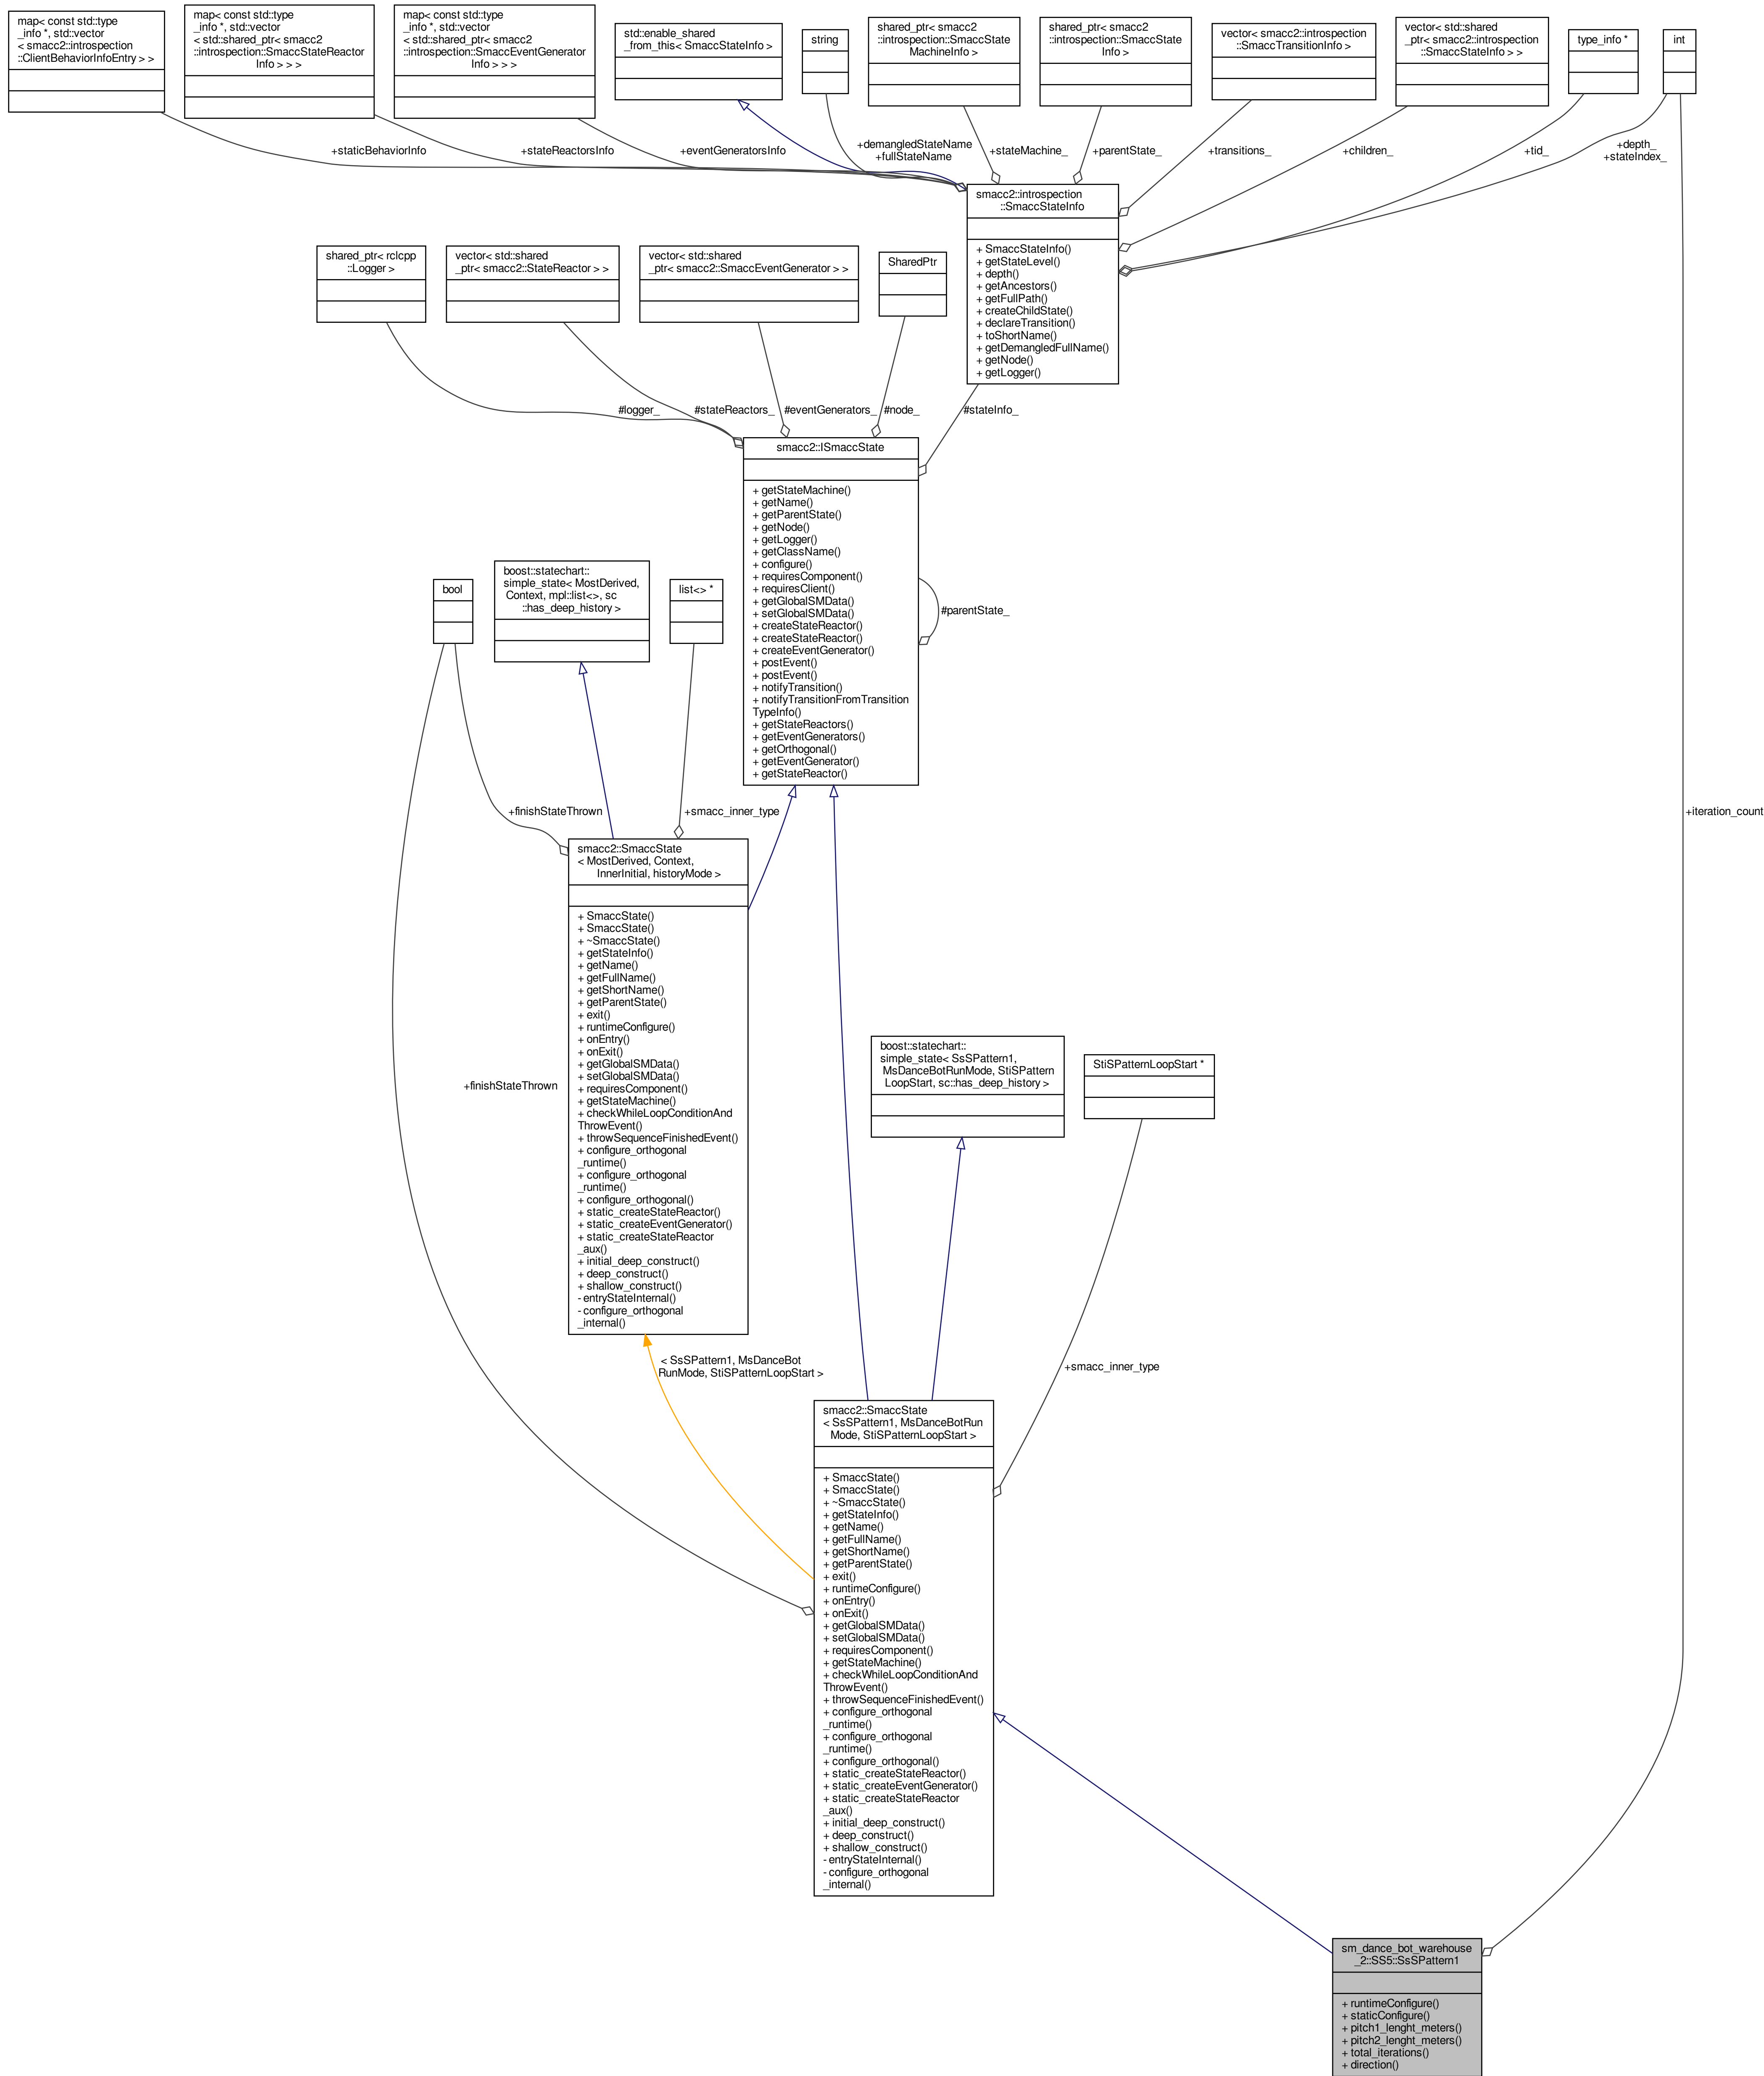 map< const std::type
_info *, std::vector
< smacc2::introspection
::ClientBehaviorInfoEntry > >
map< const std::type
_info *, std::vector
< std::shared_ptr< smacc2
::introspection::SmaccStateReactor
Info > > >
map< const std::type
_info *, std::vector
< std::shared_ptr< smacc2
::introspection::SmaccEventGenerator
Info > > >
std::enable_shared
_from_this< SmaccStateInfo >
string
shared_ptr< smacc2
::introspection::SmaccState
MachineInfo >
shared_ptr< smacc2
::introspection::SmaccState
Info >
vector< smacc2::introspection
::SmaccTransitionInfo >
vector< std::shared
_ptr< smacc2::introspection
::SmaccStateInfo > >
type_info *
int
+staticBehaviorInfo
+stateReactorsInfo
+eventGeneratorsInfo
+demangledStateName
+fullStateName
+stateMachine_
+parentState_
+transitions_
+children_
+tid_
+depth_
+stateIndex_
smacc2::introspection
::SmaccStateInfo
+ SmaccStateInfo()
+ getStateLevel()
+ depth()
+ getAncestors()
+ getFullPath()
+ createChildState()
+ declareTransition()
+ toShortName()
+ getDemangledFullName()
+ getNode()
+ getLogger()
shared_ptr< rclcpp
::Logger >
vector< std::shared
_ptr< smacc2::StateReactor > >
vector< std::shared
_ptr< smacc2::SmaccEventGenerator > >
SharedPtr
#logger_
#stateReactors_
#eventGenerators_
#node_
#stateInfo_
smacc2::ISmaccState
+ getStateMachine()
+ getName()
+ getParentState()
+ getNode()
+ getLogger()
+ getClassName()
+ configure()
+ requiresComponent()
+ requiresClient()
+ getGlobalSMData()
+ setGlobalSMData()
+ createStateReactor()
+ createStateReactor()
+ createEventGenerator()
+ postEvent()
+ postEvent()
+ notifyTransition()
+ notifyTransitionFromTransition
TypeInfo()
+ getStateReactors()
+ getEventGenerators()
+ getOrthogonal()
+ getEventGenerator()
+ getStateReactor()
#parentState_
bool
boost::statechart::
simple_state< MostDerived,
Context, mpl::list<>, sc
::has_deep_history >
list<> *
+finishStateThrown
+smacc_inner_type
+iteration_count
smacc2::SmaccState
< MostDerived, Context,
InnerInitial, historyMode >
+ SmaccState()
+ SmaccState()
+ ~SmaccState()
+ getStateInfo()
+ getName()
+ getFullName()
+ getShortName()
+ getParentState()
+ exit()
+ runtimeConfigure()
+ onEntry()
+ onExit()
+ getGlobalSMData()
+ setGlobalSMData()
+ requiresComponent()
+ getStateMachine()
+ checkWhileLoopConditionAnd
ThrowEvent()
+ throwSequenceFinishedEvent()
+ configure_orthogonal
_runtime()
+ configure_orthogonal
_runtime()
+ configure_orthogonal()
+ static_createStateReactor()
+ static_createEventGenerator()
+ static_createStateReactor
_aux()
+ initial_deep_construct()
+ deep_construct()
+ shallow_construct()
- entryStateInternal()
- configure_orthogonal
_internal()
+finishStateThrown
boost::statechart::
simple_state< SsSPattern1,
MsDanceBotRunMode, StiSPattern
LoopStart, sc::has_deep_history >
StiSPatternLoopStart *
< SsSPattern1, MsDanceBot
RunMode, StiSPatternLoopStart >
+smacc_inner_type
smacc2::SmaccState
< SsSPattern1, MsDanceBotRun
Mode, StiSPatternLoopStart >
+ SmaccState()
+ SmaccState()
+ ~SmaccState()
+ getStateInfo()
+ getName()
+ getFullName()
+ getShortName()
+ getParentState()
+ exit()
+ runtimeConfigure()
+ onEntry()
+ onExit()
+ getGlobalSMData()
+ setGlobalSMData()
+ requiresComponent()
+ getStateMachine()
+ checkWhileLoopConditionAnd
ThrowEvent()
+ throwSequenceFinishedEvent()
+ configure_orthogonal
_runtime()
+ configure_orthogonal
_runtime()
+ configure_orthogonal()
+ static_createStateReactor()
+ static_createEventGenerator()
+ static_createStateReactor
_aux()
+ initial_deep_construct()
+ deep_construct()
+ shallow_construct()
- entryStateInternal()
- configure_orthogonal
_internal()
sm_dance_bot_warehouse
_2::SS5::SsSPattern1
+ runtimeConfigure()
+ staticConfigure()
+ pitch1_lenght_meters()
+ pitch2_lenght_meters()
+ total_iterations()
+ direction()